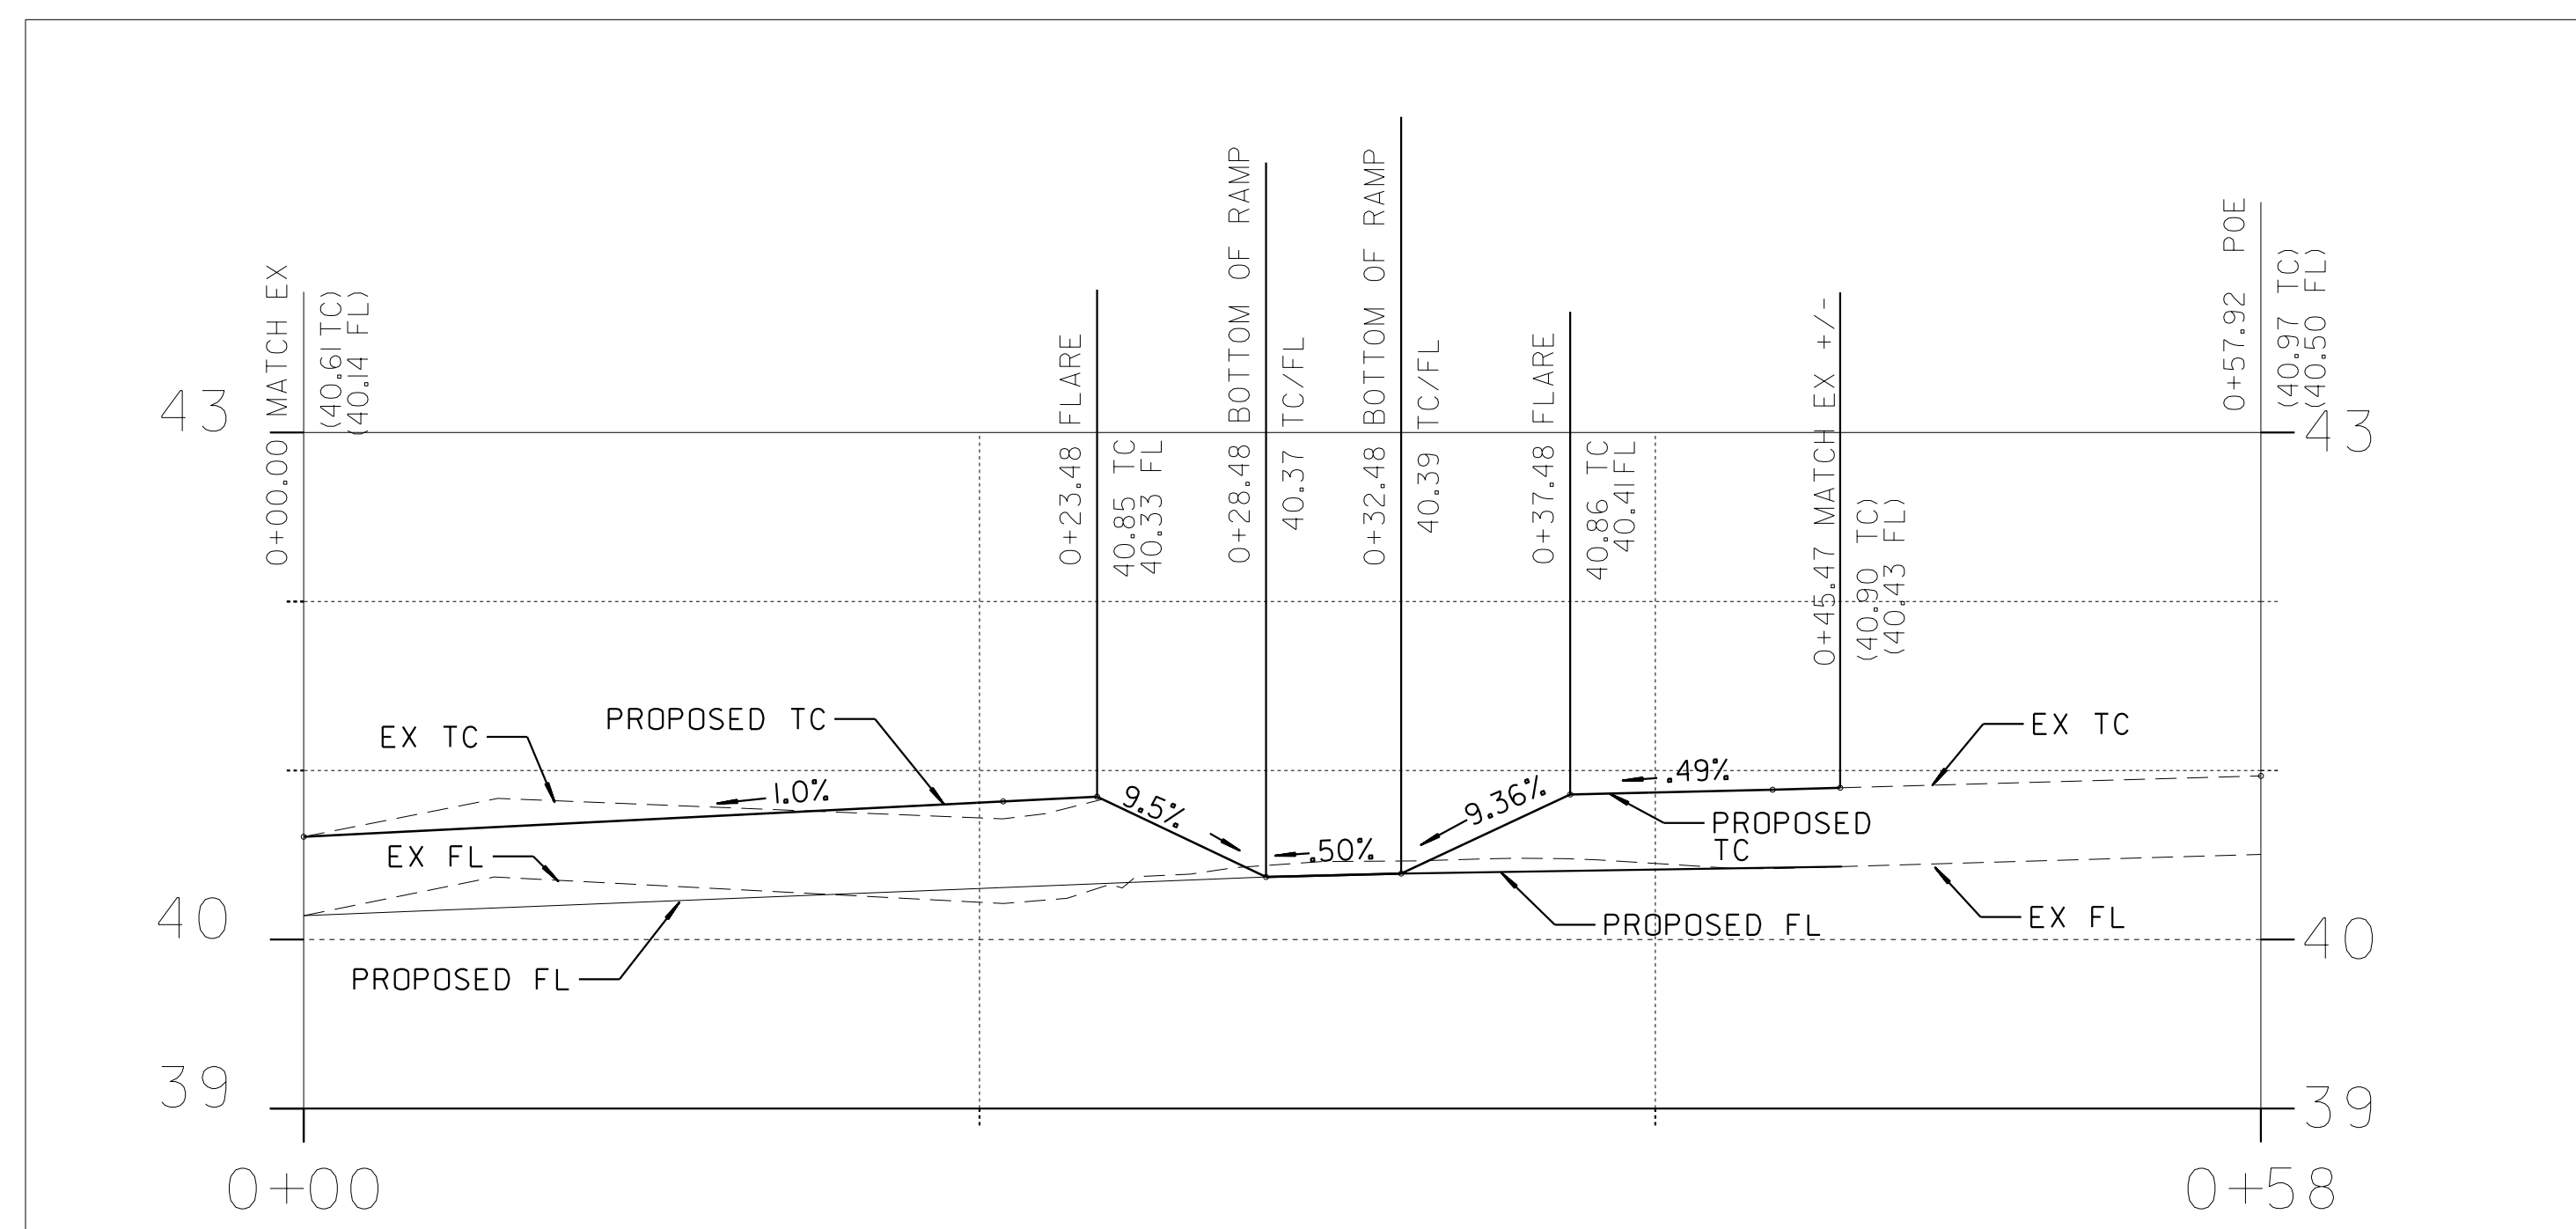 0+00.00 MATCH EX
(40.61 TC)
(40.14 FL)
0+23.48 FLARE
40.85 TC
40.33 FL
0+28.48 BOTTOM OF RAMP
40.37 TC/FL
0+32.48 BOTTOM OF RAMP
40.39 TC/FL
0+37.48 FLARE
40.86 TC
40.41 FL
0+45.47 MATCH EX +/-
(40.90 TC)
(40.43 FL)
0+57.92 POE
(40.97 TC)
(40.50 FL)
43
43
EX TC
PROPOSED TC
EX TC
1.0%
9.5%
.50%
9.36%
.49%
PROPOSED
TC
EX FL
PROPOSED FL
EX FL
40
40
PROPOSED FL
39
39
0+00
0+58